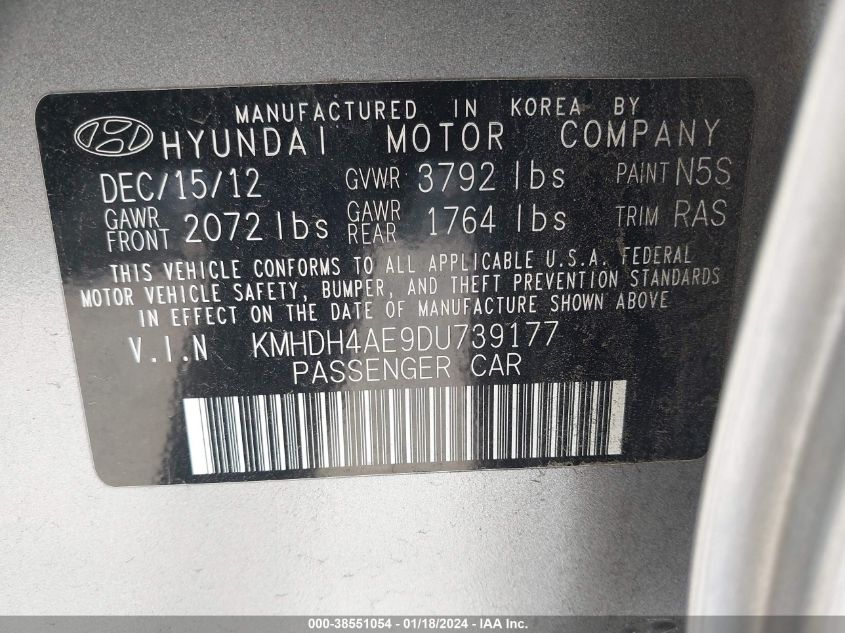 MANUFACTURED IN KOREA BY
HYUNDAI MOTOR COMPANY
DEC/15/12 GVWR 3792 lbs PAINT N5S
GAWR FRONT 2072 lbs GAWR REAR 1764 lbs TRIM RAS
THIS VEHICLE CONFORMS TO ALL APPLICABLE U.S.A. FEDERAL
MOTOR VEHICLE SAFETY, BUMPER, AND THEFT PREVENTION STANDARDS
IN EFFECT ON THE DATE OF MANUFACTURE SHOWN ABOVE
V.I.N KMHDH4AE9DU739177
PASSENGER CAR
000-38551054 - 01/18/2024 - IAA Inc.